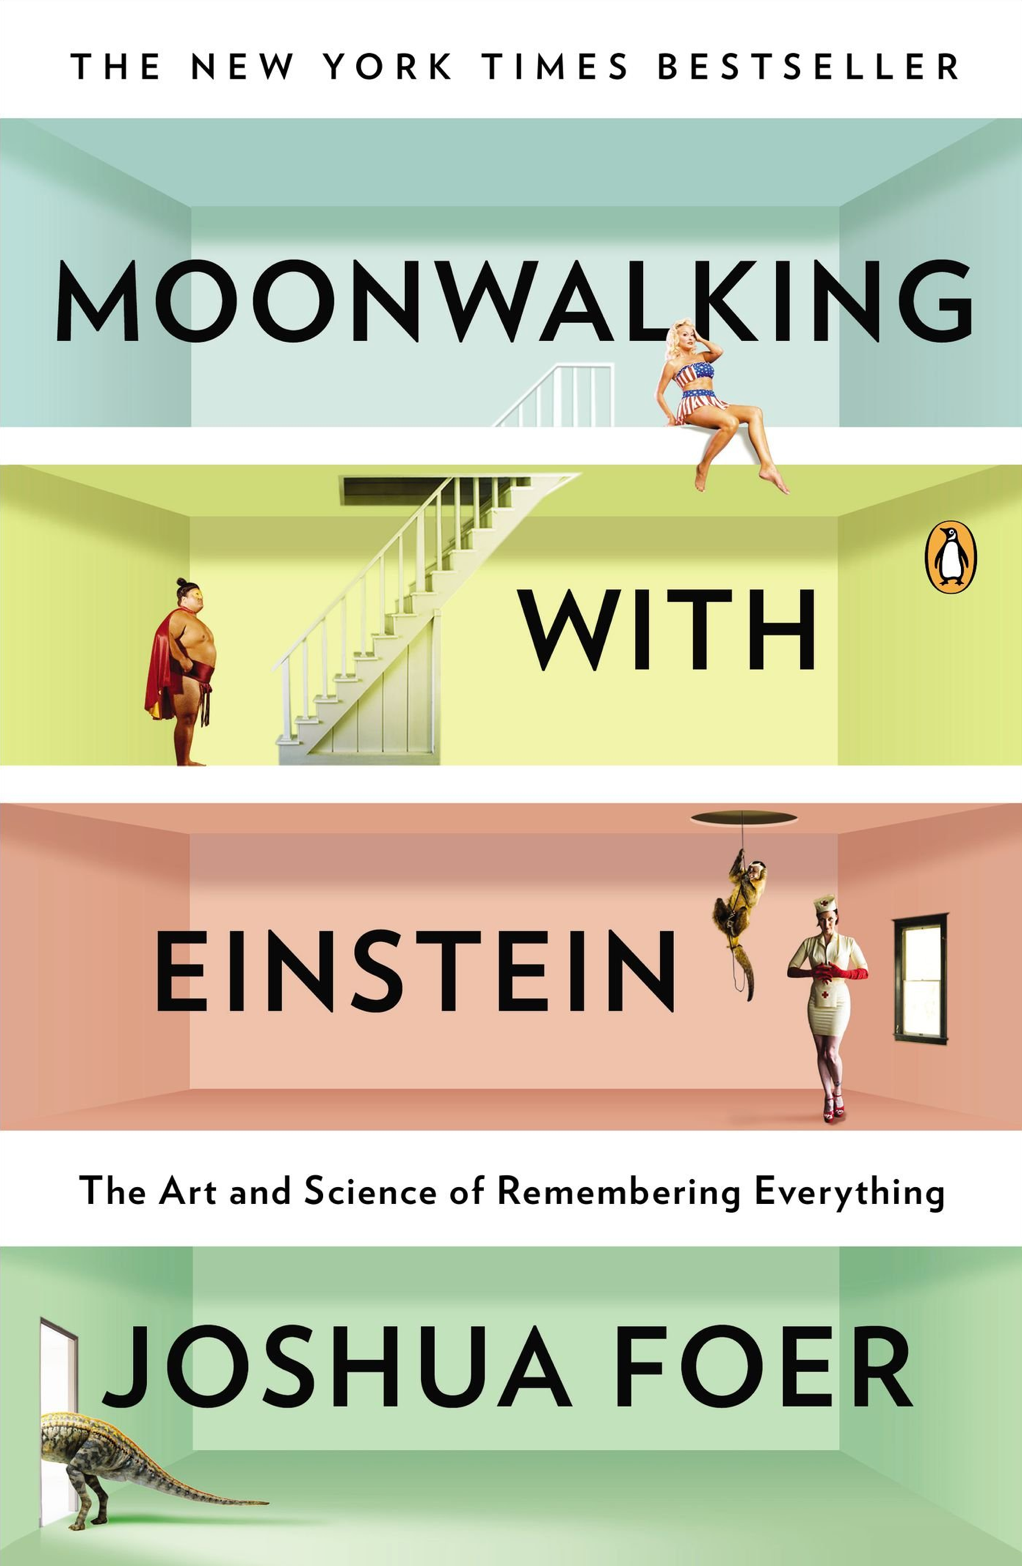 THE NEW YORK TIMES BESTSELLER
MOONWALKING
WITH
EINSTEIN
The Art and Science of Remembering Everything
JOSHUA FOER